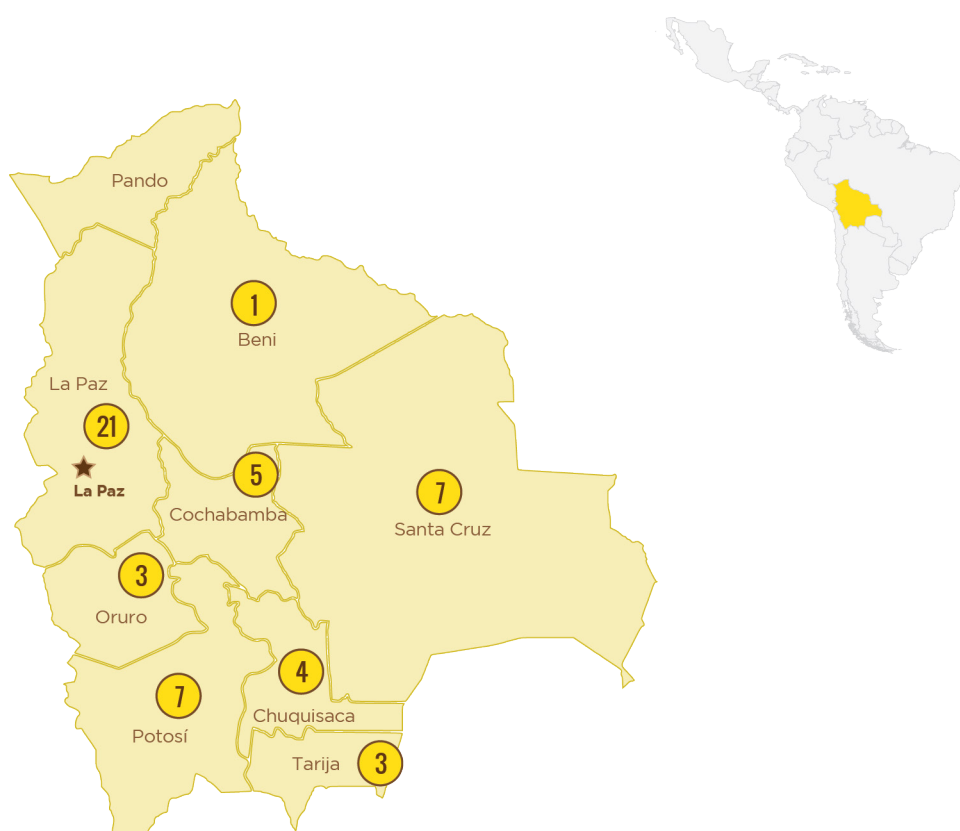 Pando
1
Beni
La Paz
21
La Paz
5
Cochabamba
7
Santa Cruz
3
Oruro
4
Chuquisaca
7
Potosí
Tarija
3